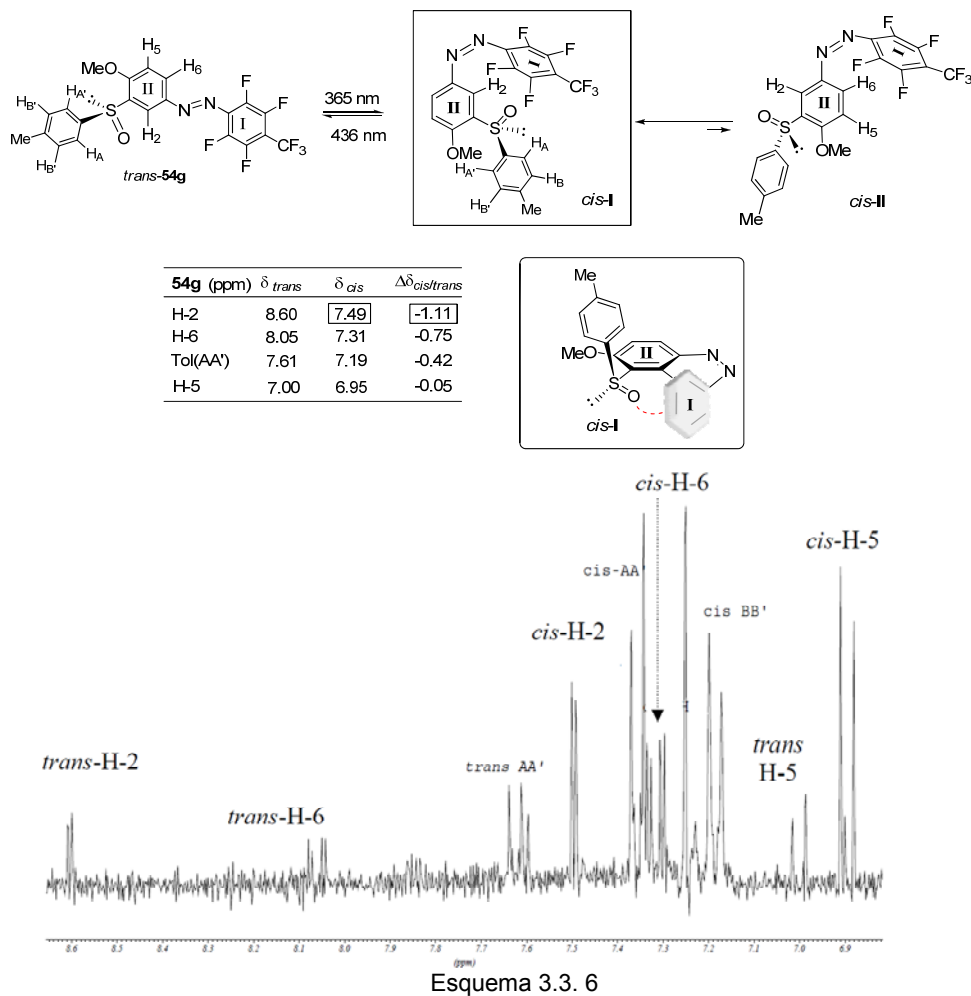 H5
MeO
H6
HA'
II
HB'
S
O
N
N
F
F
I
Me
HA
H2
F
F
CF3
HB'
trans-54g
365 nm
436 nm
N
N
F
F
I
F
F
CF3
II
H2
MeO
S
O
HA
HA'
HB
HB'
Me
cis-I
N
N
F
F
I
F
F
CF3
H2
II
H6
O
S
H5
MeO
Me
cis-II
54g (ppm) δ trans δ cis Δδcis/trans
H-2 8.60 7.49 -1.11
H-6 8.05 7.31 -0.75
Tol(AA') 7.61 7.19 -0.42
H-5 7.00 6.95 -0.05
Me
MeO
II
N
N
S
O
I
cis-I
cis-H-6
cis-H-5
cis-AA'
cis BB'
cis-H-2
trans
H-5
trans-H-2
trans AA'
trans-H-6
8.6 8.5 8.4 8.3 8.2 8.1 8.0 7.9 7.8 7.7 7.6 7.5 7.4 7.3 7.2 7.1 7.0 6.9
(ppm)
Esquema 3.3. 6